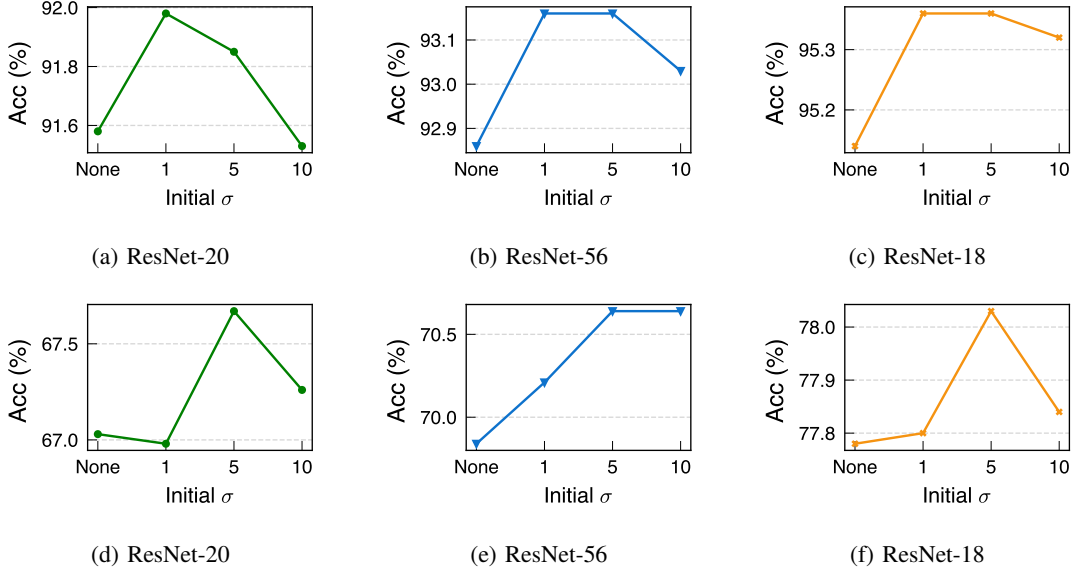 92.0
91.8
91.6
Acc (%)
None 1 5 10
Initial σ
(a) ResNet-20
93.1
93.0
92.9
Acc (%)
None 1 5 10
Initial σ
(b) ResNet-56
95.3
95.2
Acc (%)
None 1 5 10
Initial σ
(c) ResNet-18
67.5
67.0
Acc (%)
None 1 5 10
Initial σ
(d) ResNet-20
70.5
70.0
Acc (%)
None 1 5 10
Initial σ
(e) ResNet-56
78.0
77.9
77.8
Acc (%)
None 1 5 10
Initial σ
(f) ResNet-18